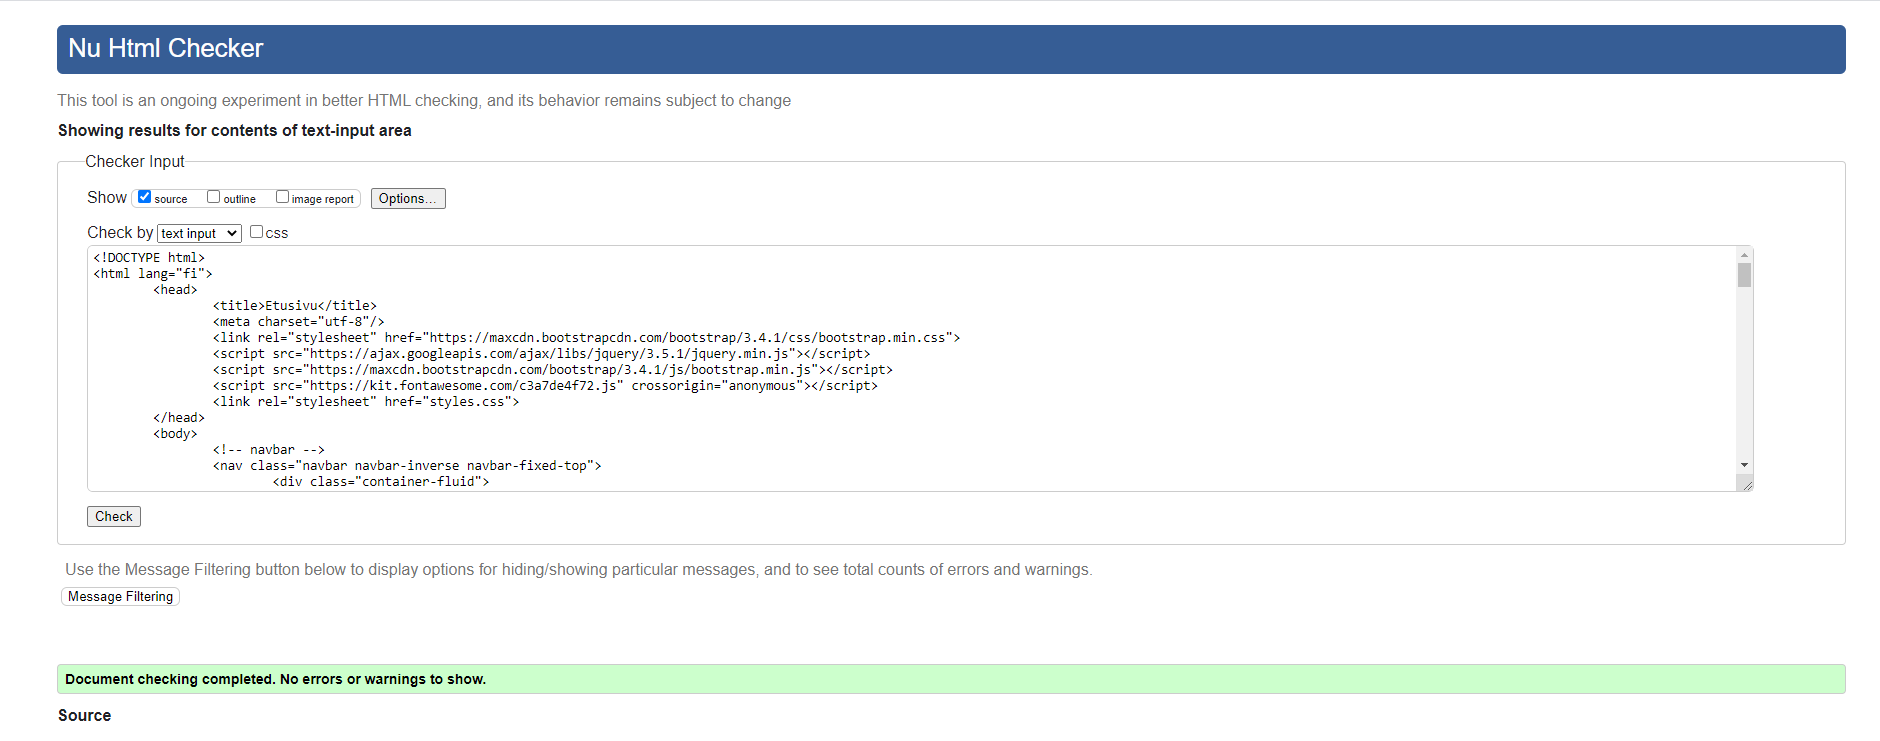 Nu Html Checker
This tool is an ongoing experiment in better HTML checking, and its behavior remains subject to change
Showing results for contents of text-input area
Checker Input
Show source outline image report Options...
Check by text input css
<!DOCTYPE html>
<html lang="fi">
<head>
<title>Etusivu</title>
<meta charset="utf-8"/>
<link rel="stylesheet" href="https://maxcdn.bootstrapcdn.com/bootstrap/3.4.1/css/bootstrap.min.css">
<script src="https://ajax.googleapis.com/ajax/libs/jquery/3.5.1/jquery.min.js"></script>
<script src="https://maxcdn.bootstrapcdn.com/bootstrap/3.4.1/js/bootstrap.min.js"></script>
<script src="https://kit.fontawesome.com/c3a7de4f72.js" crossorigin="anonymous"></script>
<link rel="stylesheet" href="styles.css">
</head>
<body>
<!-- navbar -->
<nav class="navbar navbar-inverse navbar-fixed-top">
<div class="container-fluid">
Check
Use the Message Filtering button below to display options for hiding/showing particular messages, and to see total counts of errors and warnings.
Message Filtering
Document checking completed. No errors or warnings to show.
Source